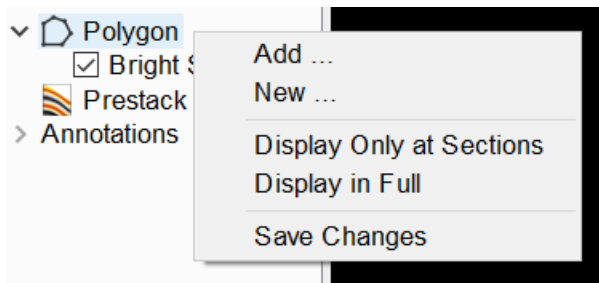 Polygon
Bright
Prestack
Annotations
Add ...
New ...
Display Only at Sections
Display in Full
Save Changes